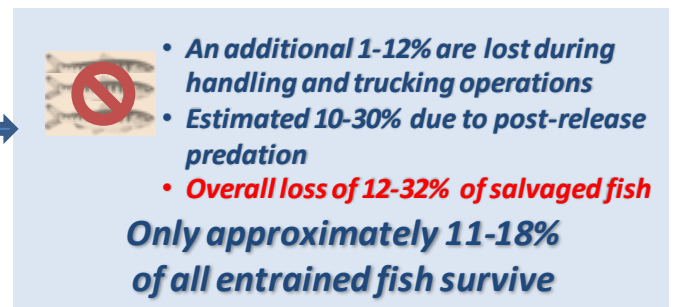 • An additional 1-12% are lost during
handling and trucking operations
• Estimated 10-30% due to post-release
predation
• Overall loss of 12-32% of salvaged fish
Only approximately 11-18%
of all entrained fish survive